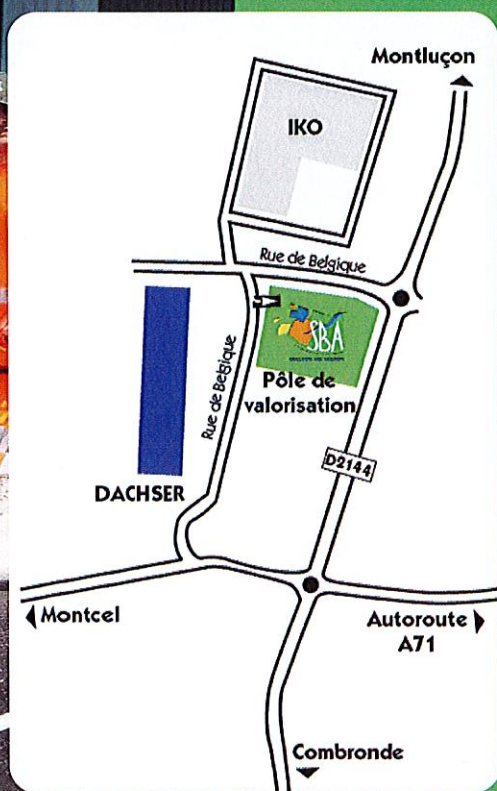 Montluçon
IKO
Rue de Belgique
SBA
Pôle de
valorisation
Rue de Belgique
D2144
DACHSER
Montcel
Autoroute
A71
Combronde